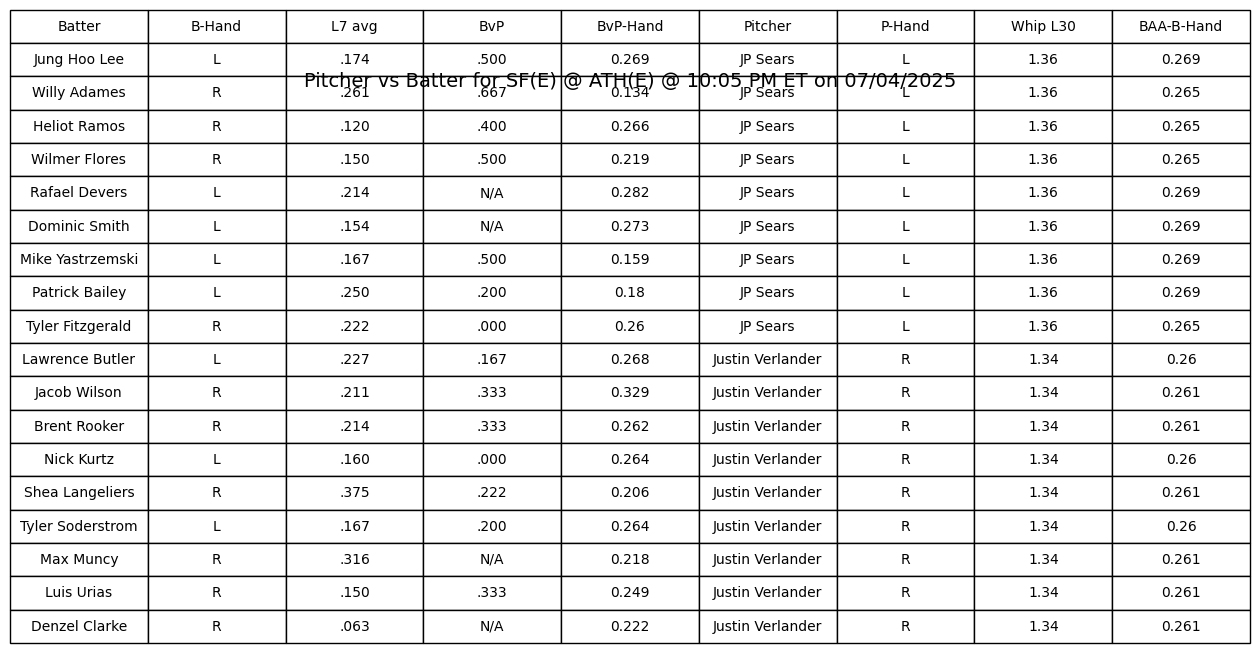 Batter B-Hand L7 avg BvP BvP-Hand Pitcher P-Hand Whip L30 BAA-B-Hand
Jung Hoo Lee L .174 .500 0.269 JP Sears L 1.36 0.269
Pitcher vs Batter for SF(E) @ ATH(E) @ 10:05 PM ET on 07/04/2025
Willy Adames R .261 .667 0.134 JP Sears L 1.36 0.265
Heliot Ramos R .120 .400 0.266 JP Sears L 1.36 0.265
Wilmer Flores R .150 .500 0.219 JP Sears L 1.36 0.265
Rafael Devers L .214 N/A 0.282 JP Sears L 1.36 0.269
Dominic Smith L .154 N/A 0.273 JP Sears L 1.36 0.269
Mike Yastrzemski L .167 .500 0.159 JP Sears L 1.36 0.269
Patrick Bailey L .250 .200 0.18 JP Sears L 1.36 0.269
Tyler Fitzgerald R .222 .000 0.26 JP Sears L 1.36 0.265
Lawrence Butler L .227 .167 0.268 Justin Verlander R 1.34 0.26
Jacob Wilson R .211 .333 0.329 Justin Verlander R 1.34 0.261
Brent Rooker R .214 .333 0.262 Justin Verlander R 1.34 0.261
Nick Kurtz L .160 .000 0.264 Justin Verlander R 1.34 0.26
Shea Langeliers R .375 .222 0.206 Justin Verlander R 1.34 0.261
Tyler Soderstrom L .167 .200 0.264 Justin Verlander R 1.34 0.26
Max Muncy R .316 N/A 0.218 Justin Verlander R 1.34 0.261
Luis Urias R .150 .333 0.249 Justin Verlander R 1.34 0.261
Denzel Clarke R .063 N/A 0.222 Justin Verlander R 1.34 0.261